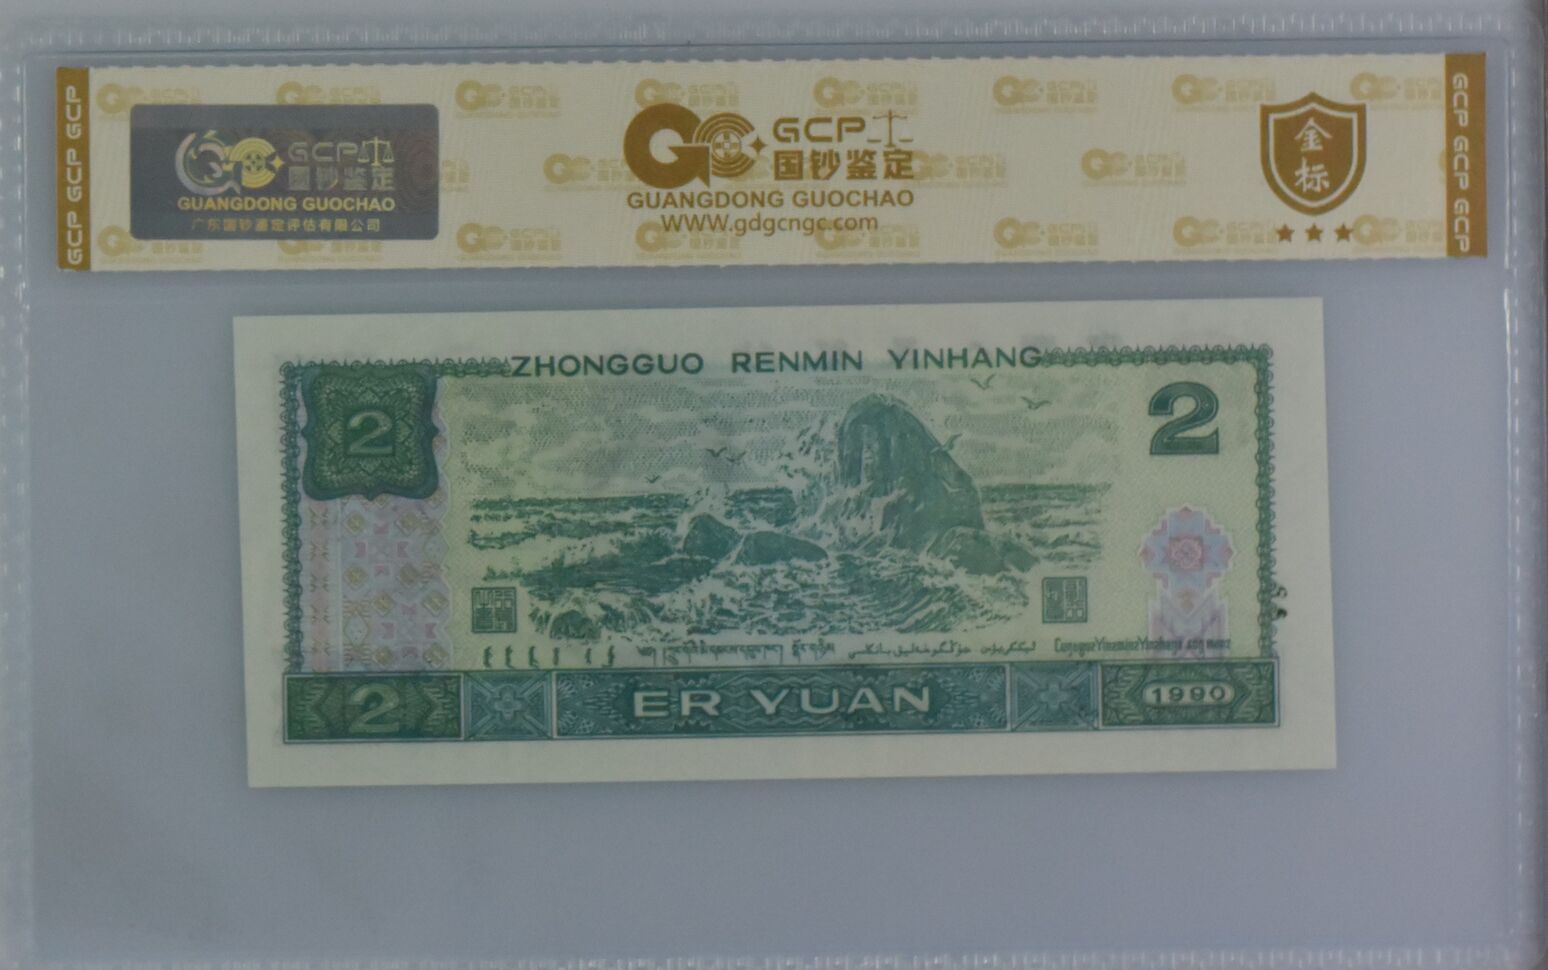 GCP GCP GCP
GCP
国钞鉴定
GUANGDONG GUOCHAO
广东国钞鉴定评估有限公司
GCP
国钞鉴定
GUANGDONG GUOCHAO
WWW.gdgcngc.com
金标
GCP GCP GCP
ZHONGGUO RENMIN YINHANG
2
2
2
ER YUAN
1990